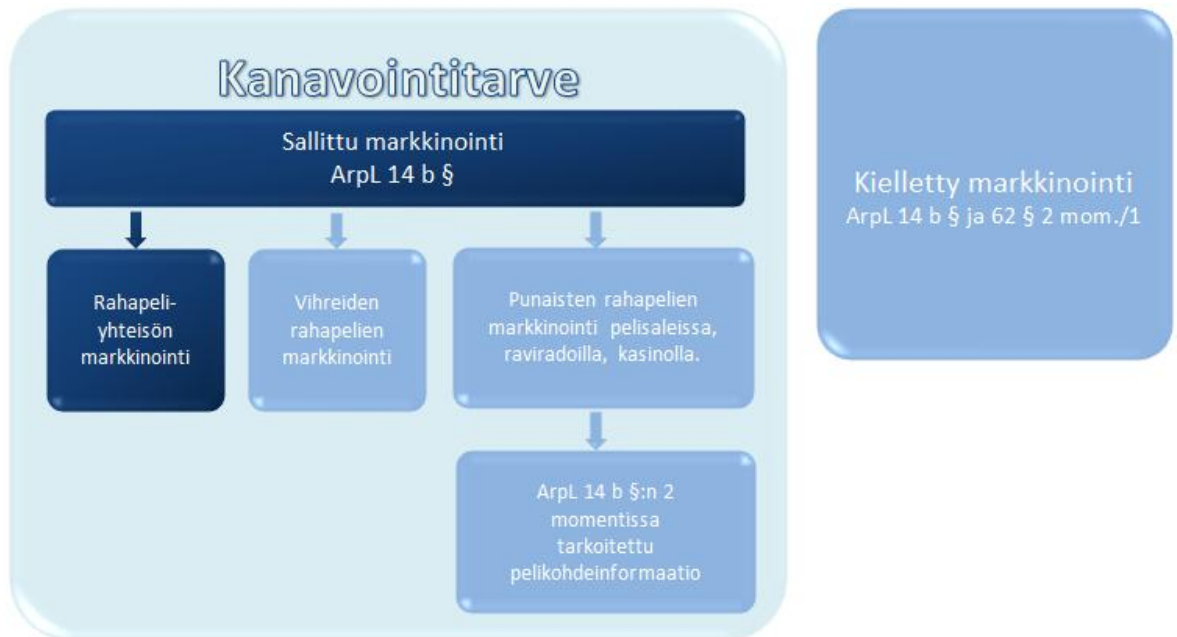 Kanavointitarve
Sallittu markkinointi
ArpL 14 b §
Rahapeli-
yhteisön
markkinointi
Vihreiden
rahapelien
markkinointi
Punaisten rahapelien
markkinointi pelisaleissa,
raviradoilla, kasinolla.
ArpL 14 b §:n 2
momentissa
tarkoitettu
pelikohdeinformaatio
Kielletty markkinointi
ArpL 14 b § ja 62 § 2 mom./1